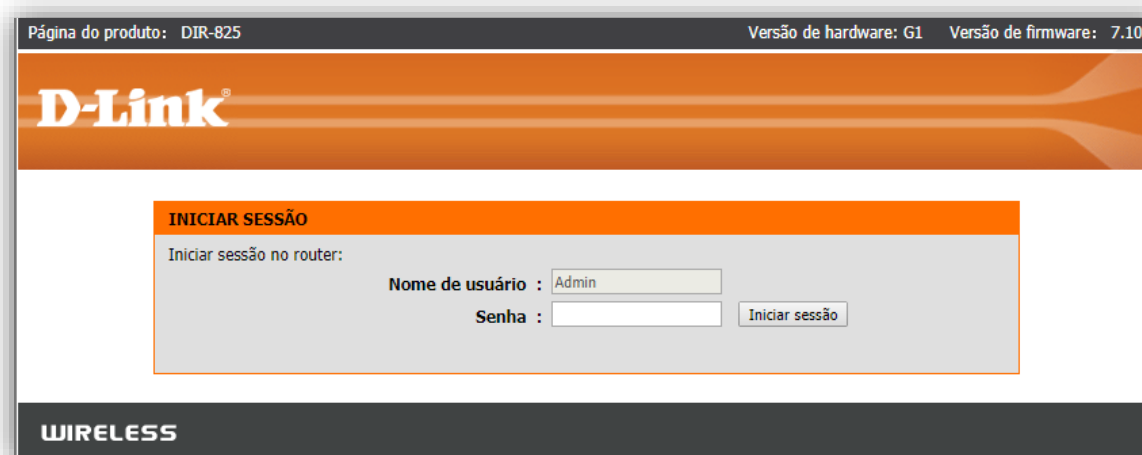 Página do produto: DIR-825 Versão de hardware: G1 Versão de firmware: 7.10
D-Link®
INICIAR SESSÃO
Iniciar sessão no router:
Nome de usuário : Admin
Senha : Iniciar sessão
WIRELESS